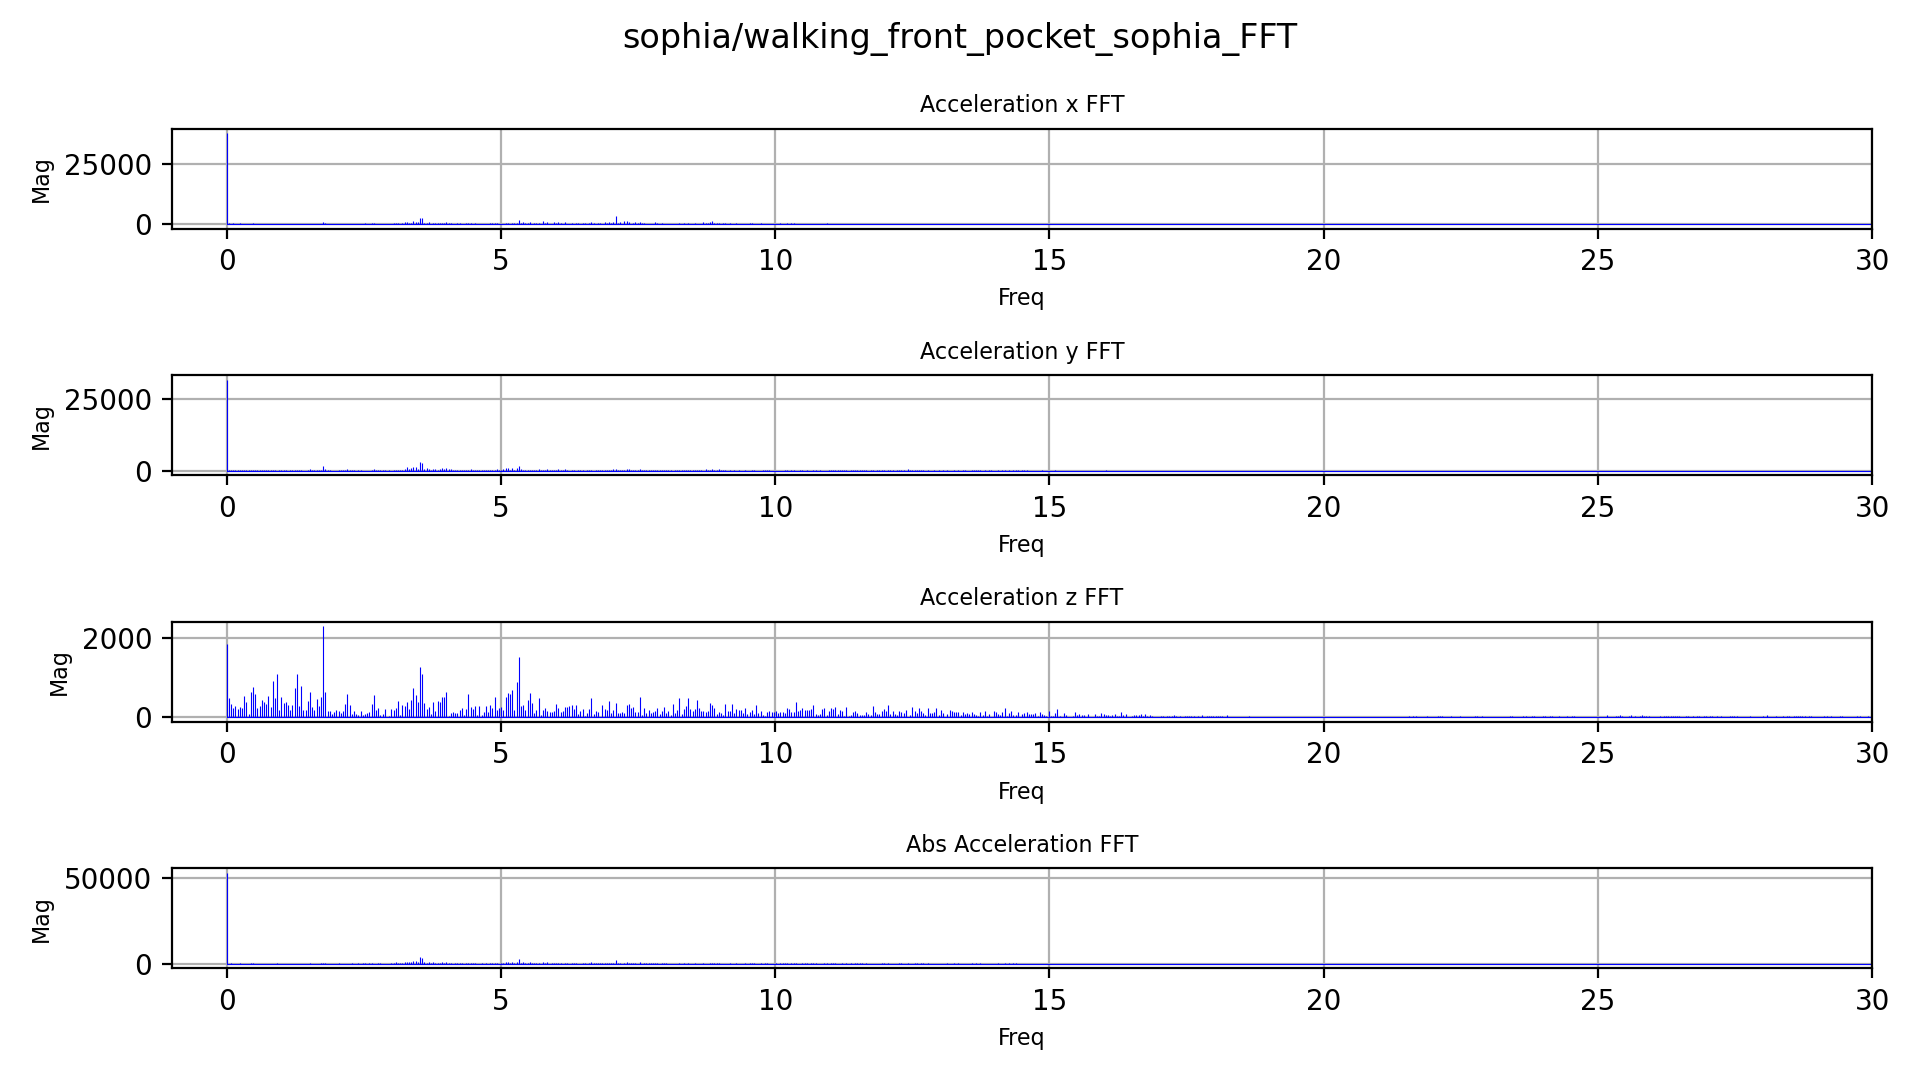 sophia/walking_front_pocket_sophia_FFT
Acceleration x FFT
Mag
25000
0
0 5 10 15 20 25 30
Freq
Acceleration y FFT
Mag
25000
0
0 5 10 15 20 25 30
Freq
Acceleration z FFT
Mag
2000
0
0 5 10 15 20 25 30
Freq
Abs Acceleration FFT
Mag
50000
0
0 5 10 15 20 25 30
Freq